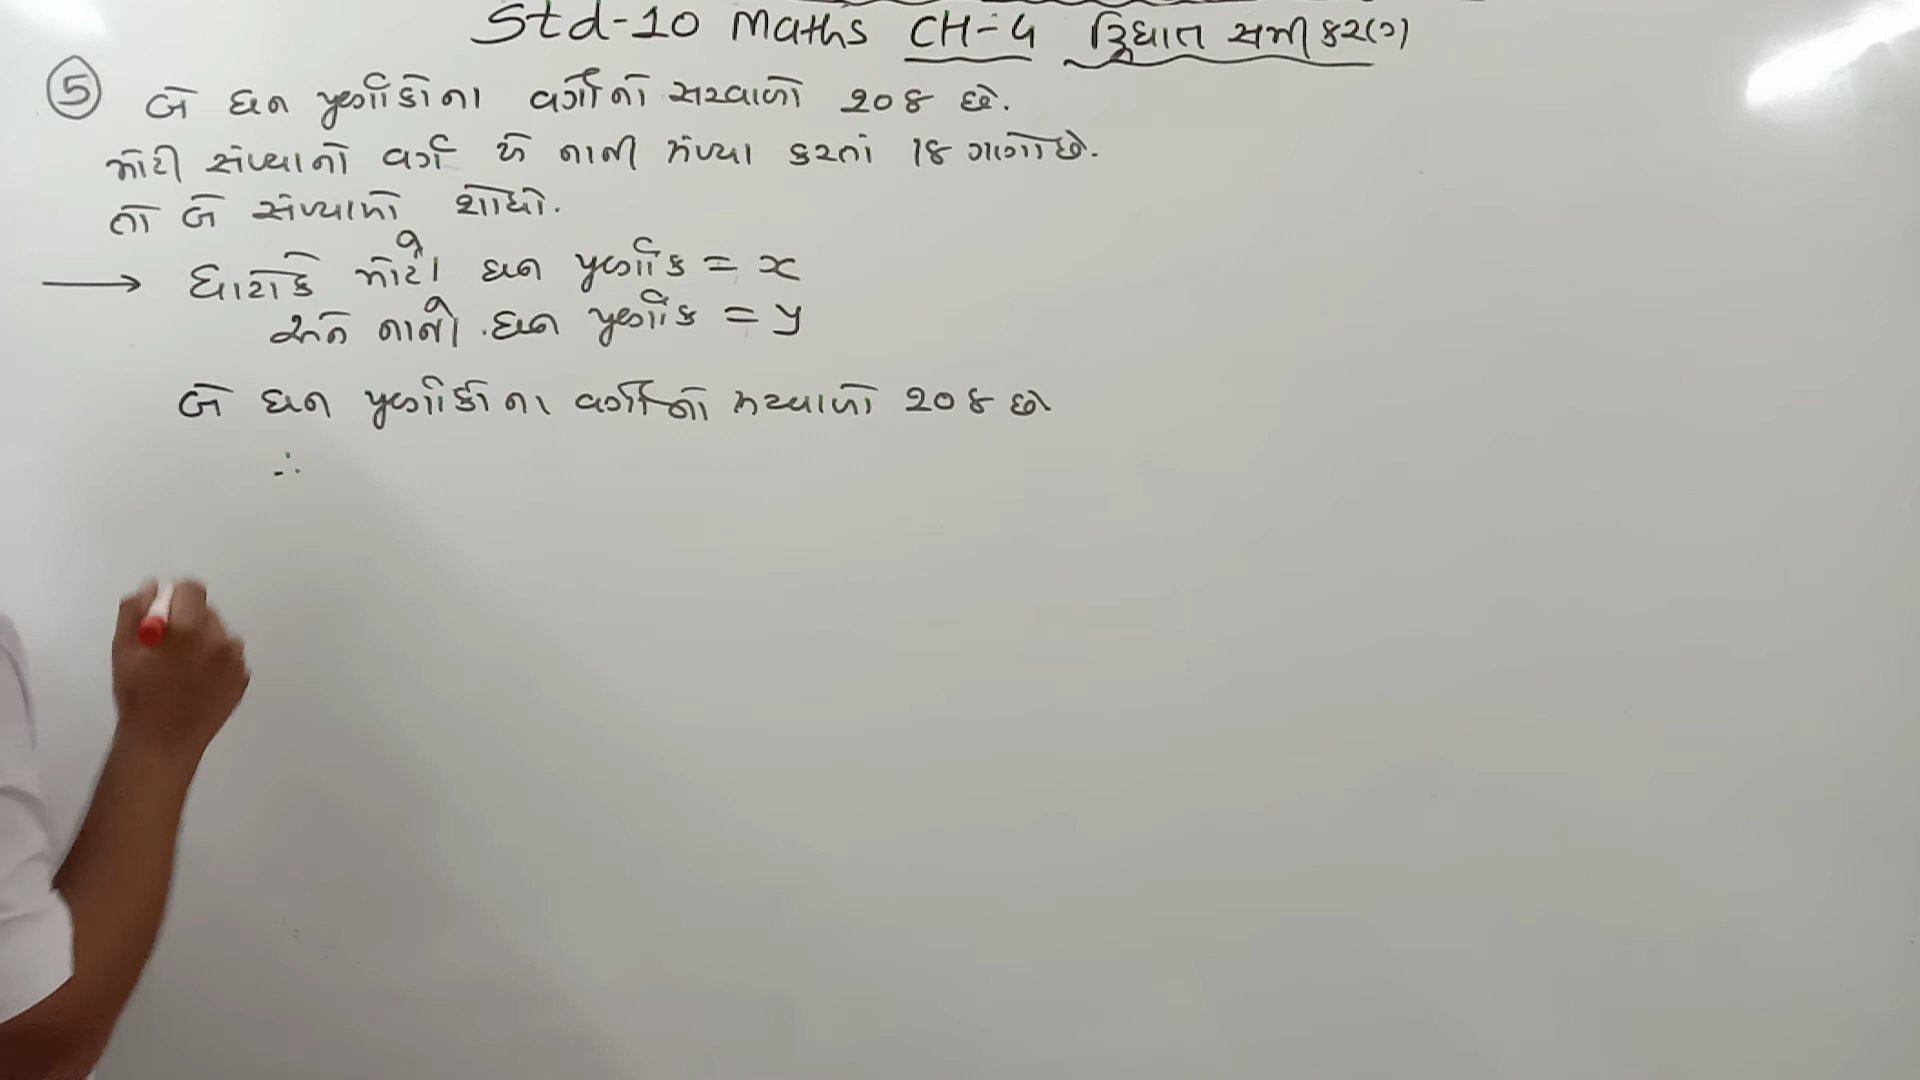 Std-10 Maths CH-4 દ્વિઘાત સમીકરણ
5 બે ધન પૂર્ણાંકોના વર્ગોનો સરવાળો 208 છે.
મોટી સંખ્યાનો વર્ગ એ નાની સંખ્યા કરતાં 18 ગણો છે.
તો બે સંખ્યાઓ શોધો.
→ ધારોકે મોટો ધન પૂર્ણાંક = x
અને નાનો ધન પૂર્ણાંક = y
બે ધન પૂર્ણાંકોના વર્ગોનો સરવાળો 208 છે
∴